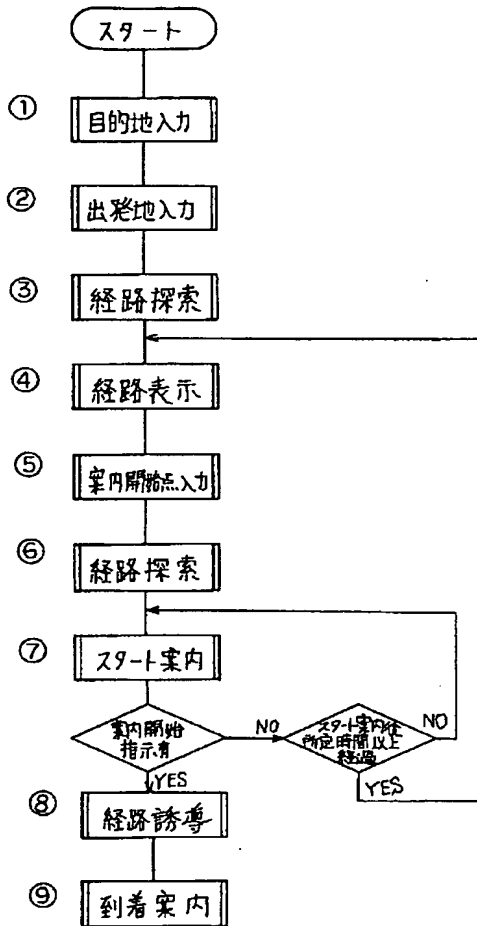 スタート
① 目的地入力
② 出発地入力
③ 経路探索
④ 経路表示
⑤ 案内開始点入力
⑥ 経路探索
⑦ スタート案内
案内開始
指示有
NO
スタート案内後
所定時間以上
経過
NO
YES
YES
⑧ 経路誘導
⑨ 到着案内